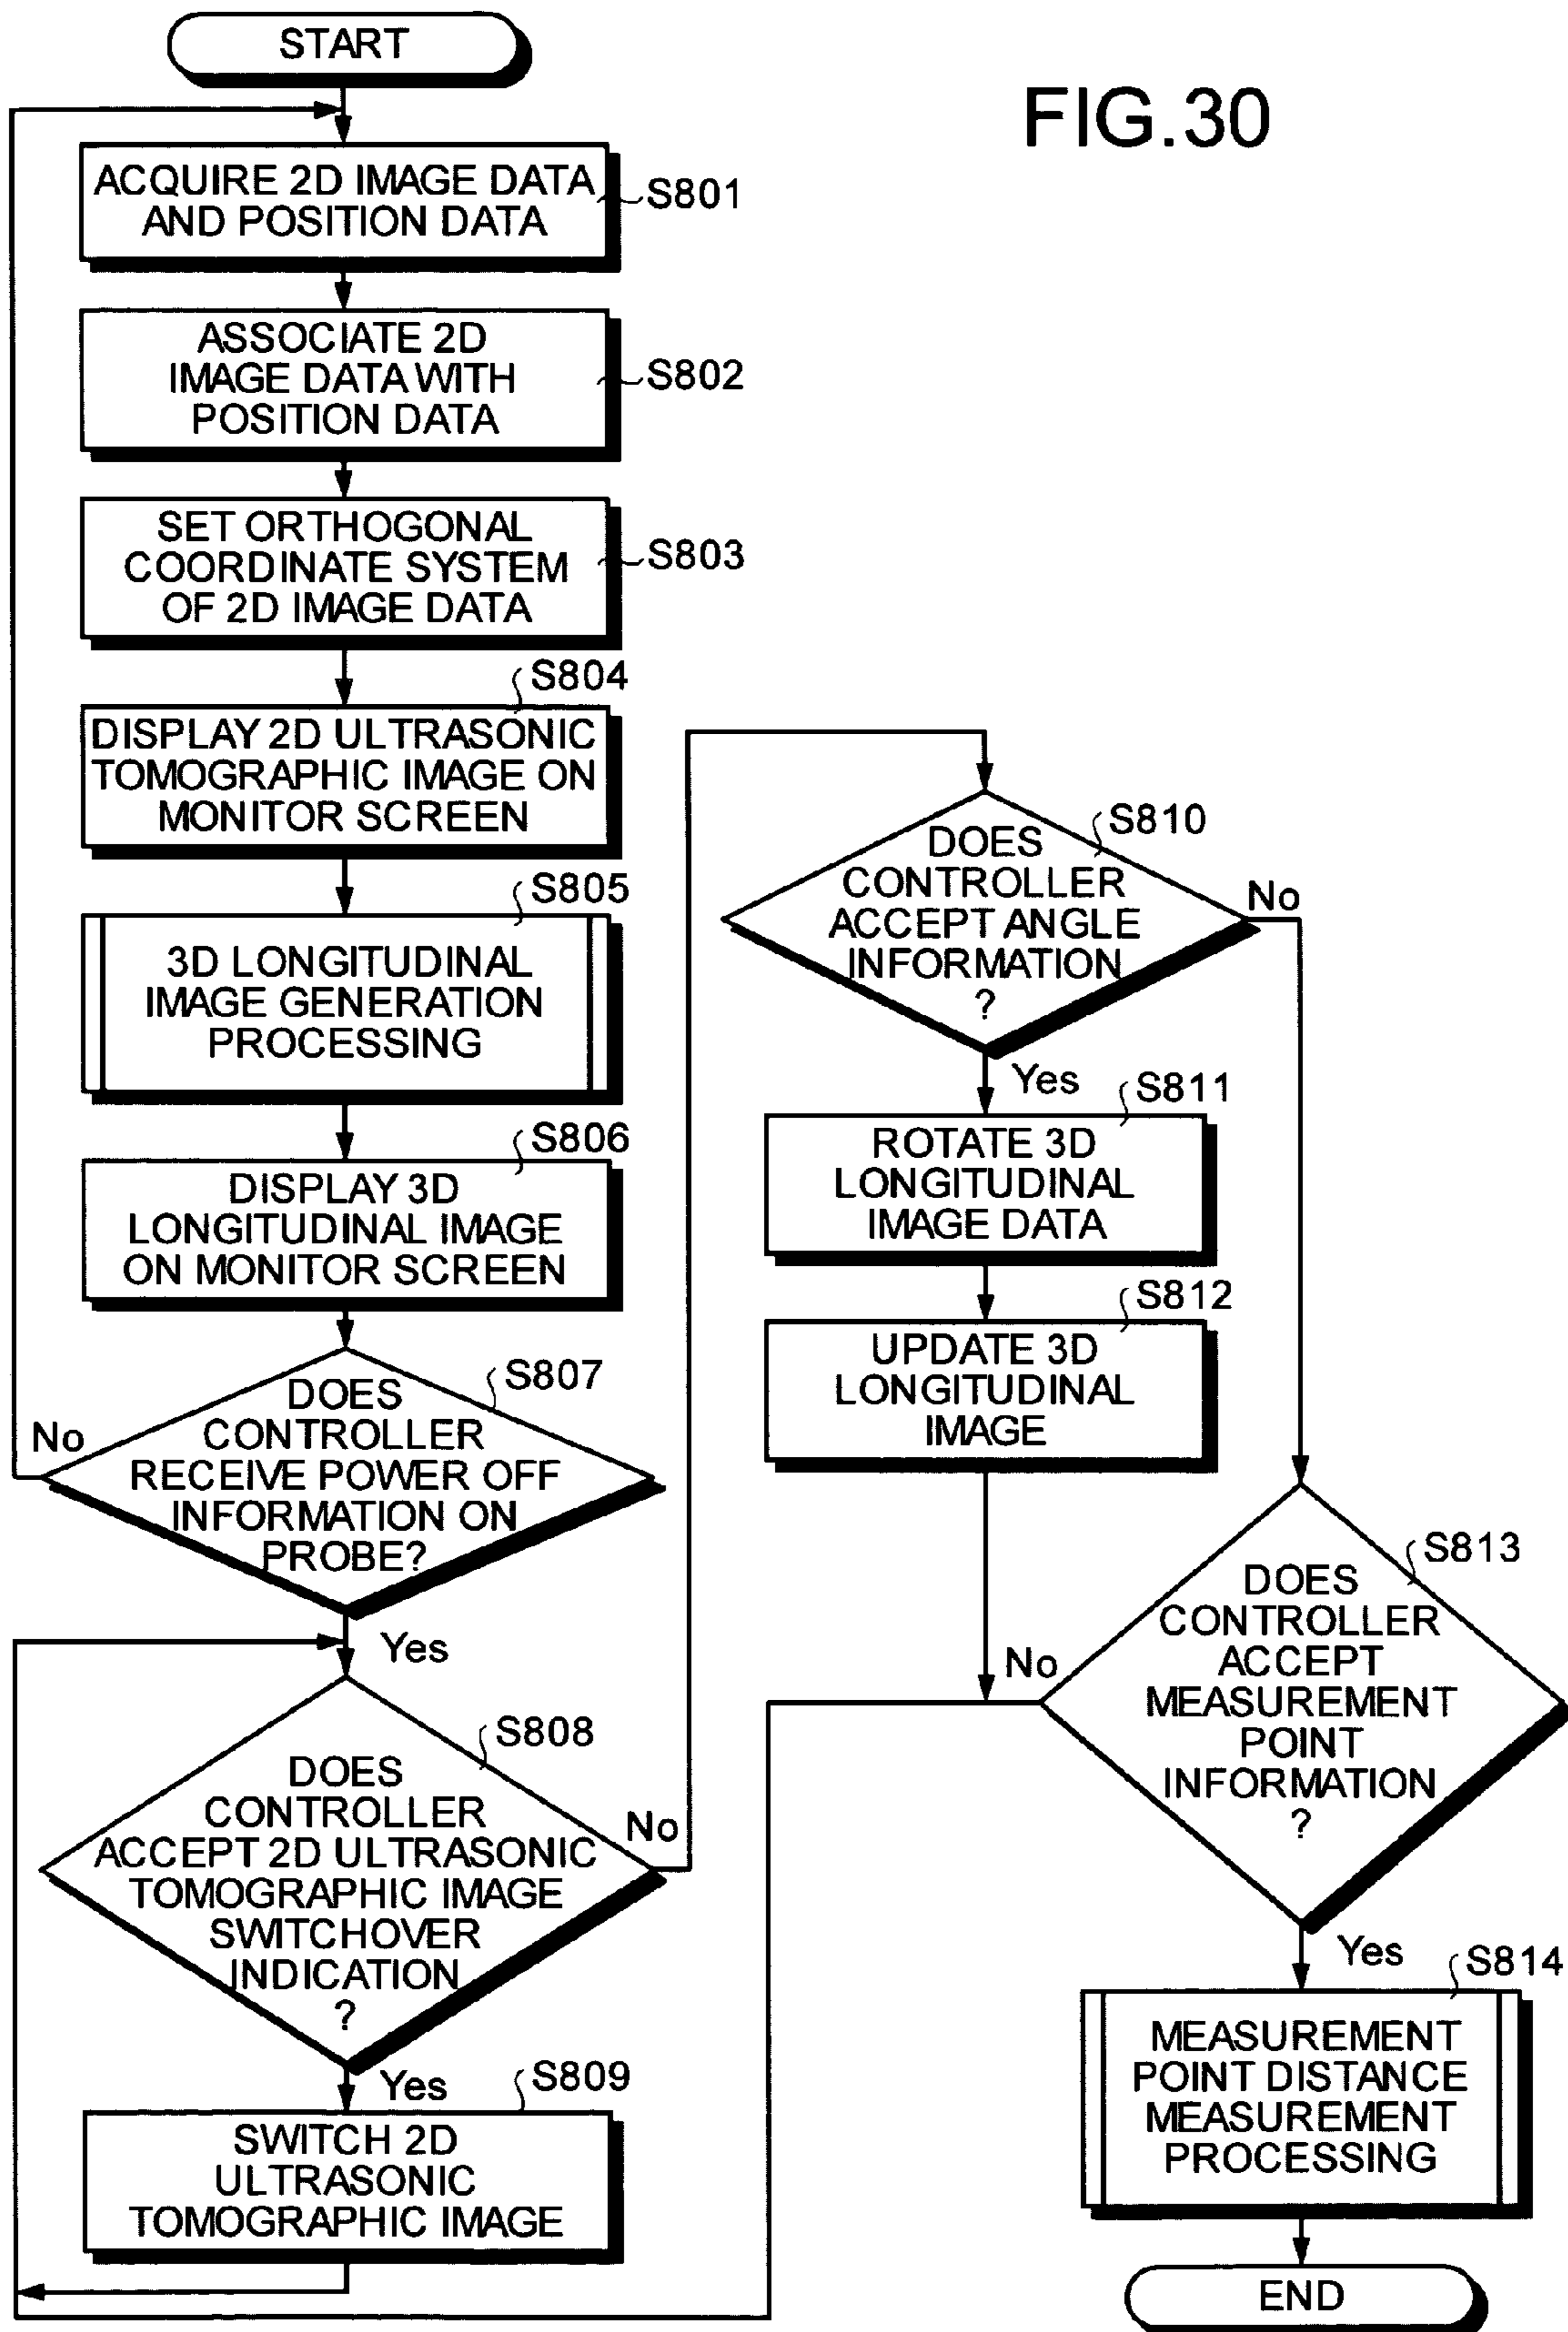 START
FIG.30
ACQUIRE 2D IMAGE DATA
AND POSITION DATA
S801
ASSOCIATE 2D
IMAGE DATA WITH
POSITION DATA
S802
SET ORTHOGONAL
COORDINATE SYSTEM
OF 2D IMAGE DATA
S803
S804
DISPLAY 2D ULTRASONIC
TOMOGRAPHIC IMAGE ON
MONITOR SCREEN
S805
3D LONGITUDINAL
IMAGE GENERATION
PROCESSING
S806
DISPLAY 3D
LONGITUDINAL IMAGE
ON MONITOR SCREEN
S807
DOES
CONTROLLER
RECEIVE POWER OFF
INFORMATION ON
PROBE?
No
Yes
S808
DOES
CONTROLLER
ACCEPT 2D ULTRASONIC
TOMOGRAPHIC IMAGE
SWITCHOVER
INDICATION
?
No
Yes
S809
SWITCH 2D
ULTRASONIC
TOMOGRAPHIC IMAGE
S810
DOES
CONTROLLER
ACCEPT ANGLE
INFORMATION
?
No
Yes
S811
ROTATE 3D
LONGITUDINAL
IMAGE DATA
S812
UPDATE 3D
LONGITUDINAL
IMAGE
S813
DOES
CONTROLLER
ACCEPT
MEASUREMENT
POINT
INFORMATION
?
No
Yes
S814
MEASUREMENT
POINT DISTANCE
MEASUREMENT
PROCESSING
END